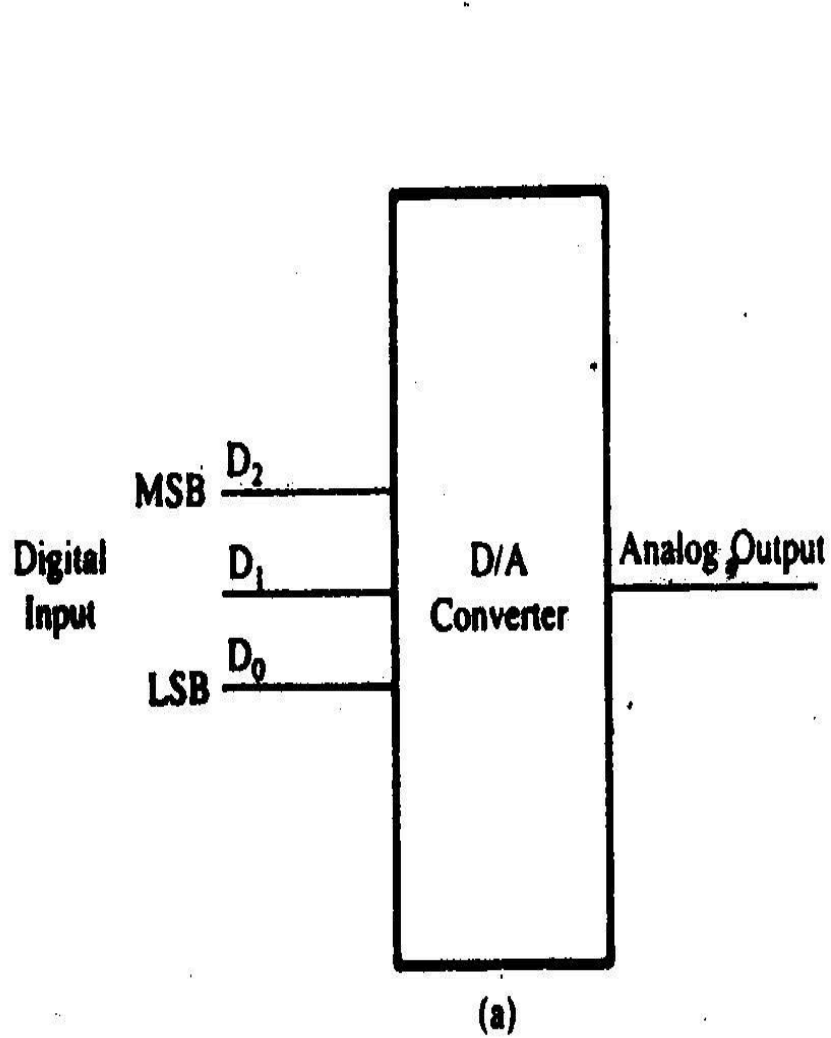 MSB D₂
Digital Input
D₁
LSB D₀
D/A Converter
Analog Output
(a)